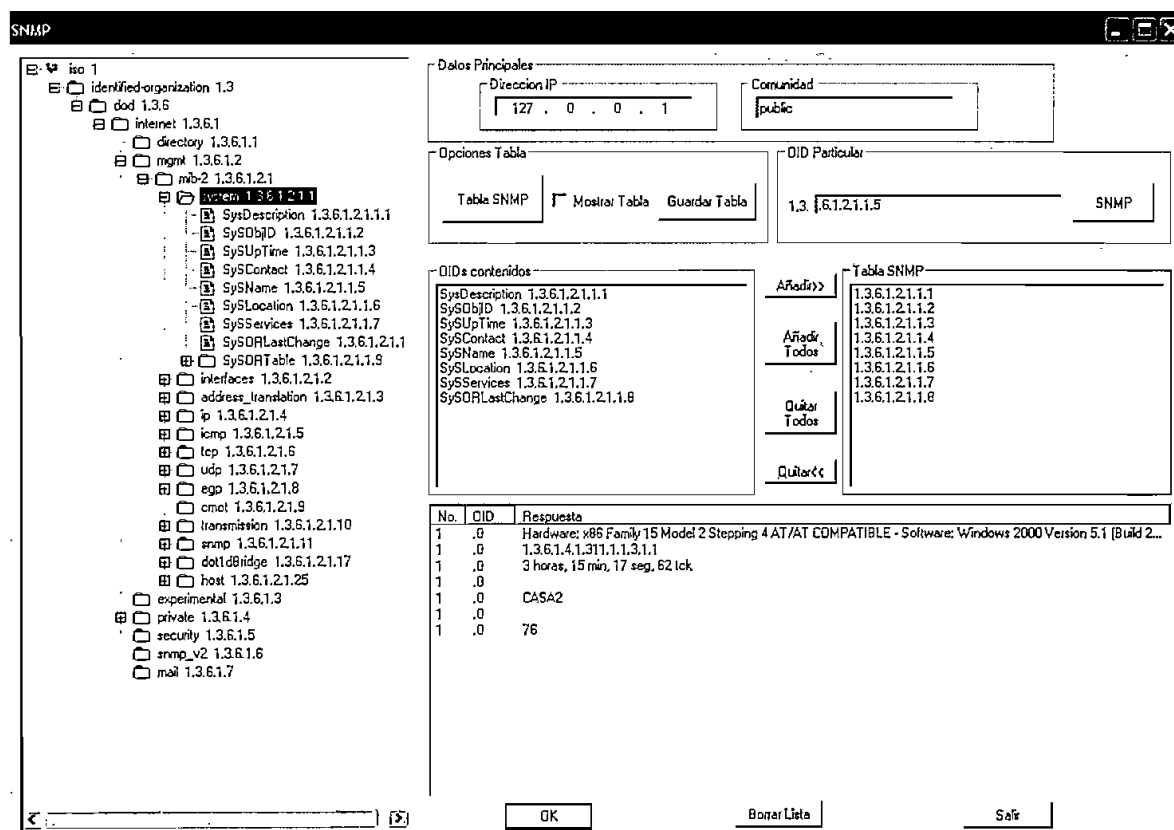 SNMP
iso 1
identified-organization 1.3
dod 1.3.6
internet 1.3.6.1
directory 1.3.6.1.1
mgmt 1.3.6.1.2
mib-2 1.3.6.1.2.1
system 1.3.6.1.2.1.1
SysDescription 1.3.6.1.2.1.1.1
SySObjID 1.3.6.1.2.1.1.2
SySUpTime 1.3.6.1.2.1.1.3
SySContact 1.3.6.1.2.1.1.4
SySName 1.3.6.1.2.1.1.5
SySLocation 1.3.6.1.2.1.1.6
SySServices 1.3.6.1.2.1.1.7
SySORLastChange 1.3.6.1.2.1.1
SySORTable 1.3.6.1.2.1.1.9
interfaces 1.3.6.1.2.1.2
address_translation 1.3.6.1.2.1.3
ip 1.3.6.1.2.1.4
icmp 1.3.6.1.2.1.5
tcp 1.3.6.1.2.1.6
udp 1.3.6.1.2.1.7
egp 1.3.6.1.2.1.8
cmot 1.3.6.1.2.1.9
transmission 1.3.6.1.2.1.10
snmp 1.3.6.1.2.1.11
dot1dBridge 1.3.6.1.2.1.17
host 1.3.6.1.2.1.25
experimental 1.3.6.1.3
private 1.3.6.1.4
security 1.3.6.1.5
snmp_v2 1.3.6.1.6
mail 1.3.6.1.7
Datos Principales
Direccion IP
127 . 0 . 0 . 1
Comunidad
public
Opciones Tabla
Tabla SNMP
Mostrar Tabla
Guardar Tabla
OID Particular
1.3. .6.1.2.1.1.5
SNMP
OIDs contenidos
SysDescription 1.3.6.1.2.1.1.1
SySObjID 1.3.6.1.2.1.1.2
SySUpTime 1.3.6.1.2.1.1.3
SySContact 1.3.6.1.2.1.1.4
SySName 1.3.6.1.2.1.1.5
SySLocation 1.3.6.1.2.1.1.6
SySServices 1.3.6.1.2.1.1.7
SySORLastChange 1.3.6.1.2.1.1.8
Añadir>>
Añadir
Todos
Quitar
Todos
Quitar<<
Tabla SNMP
1.3.6.1.2.1.1.1
1.3.6.1.2.1.1.2
1.3.6.1.2.1.1.3
1.3.6.1.2.1.1.4
1.3.6.1.2.1.1.5
1.3.6.1.2.1.1.6
1.3.6.1.2.1.1.7
1.3.6.1.2.1.1.8
No. OID Respuesta
1 .0 Hardware: x86 Family 15 Model 2 Stepping 4 AT/AT COMPATIBLE - Software: Windows 2000 Version 5.1 (Build 2...
1 .0 1.3.6.1.4.1.311.1.1.3.1.1
1 .0 3 horas, 15 min, 17 seg, 62 tck
1 .0
1 .0 CASA2
1 .0
1 .0 76
OK
Borrar Lista
Salir